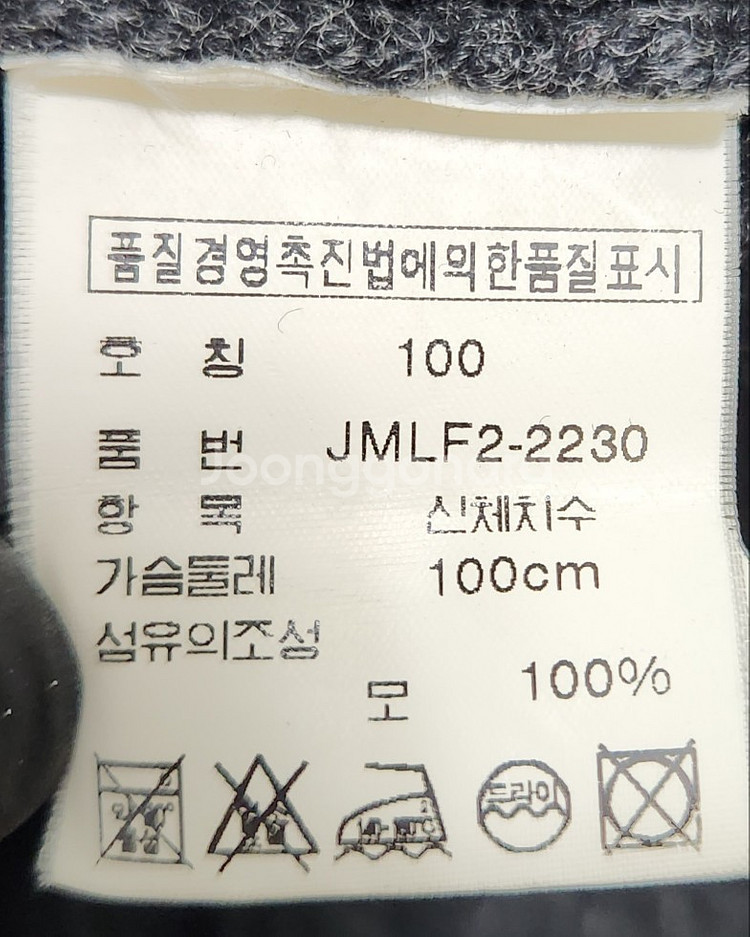 품질경영촉진법에의한품질표시
호 칭 100
품 번 JMLF2-2230
항 목 신체치수
가슴둘레 100cm
섬유의조성
모 100%
드라이